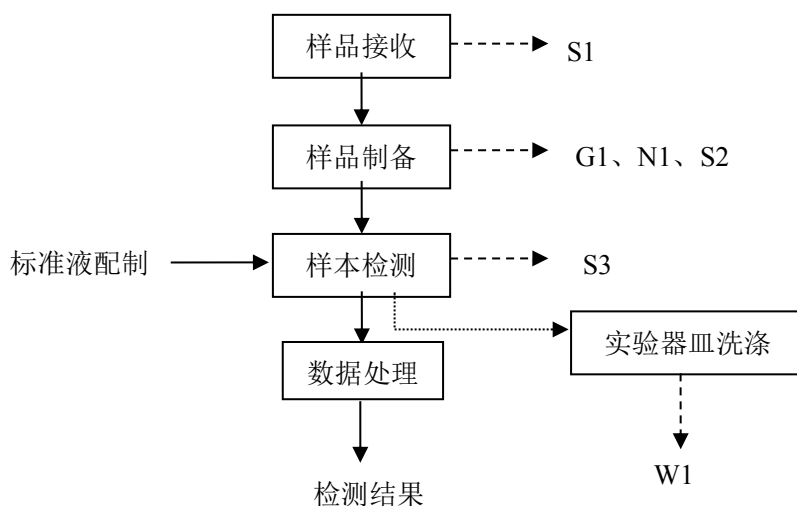 样品接收
S1
样品制备
G1、N1、S2
标准液配制
样本检测
S3
实验器皿洗涤
数据处理
W1
检测结果